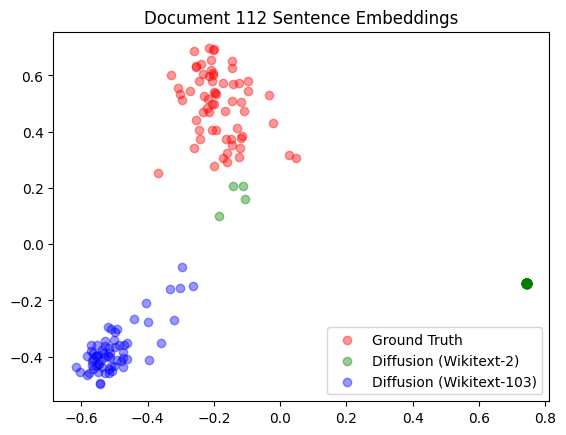 Document 112 Sentence Embeddings
0.6
0.4
0.2
0.0
−0.2
−0.4
−0.6 −0.4 −0.2 0.0 0.2 0.4 0.6 0.8
Ground Truth
Diffusion (Wikitext-2)
Diffusion (Wikitext-103)